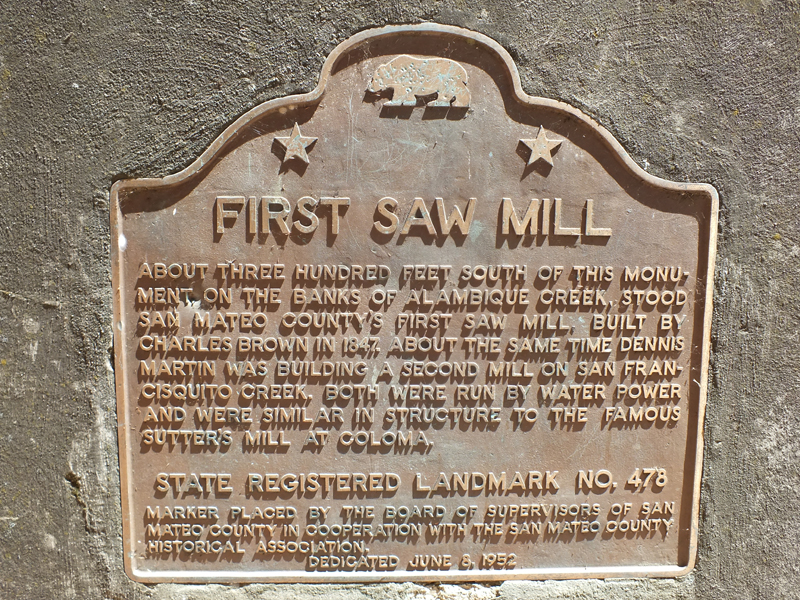 FIRST SAW MILL
ABOUT THREE HUNDRED FEET SOUTH OF THIS MONU-
MENT ON THE BANKS OF ALAMBIQUE CREEK, STOOD
SAN MATEO COUNTY'S FIRST SAW MILL, BUILT BY
CHARLES BROWN IN 1847. ABOUT THE SAME TIME DENNIS
MARTIN WAS BUILDING A SECOND MILL ON SAN FRAN-
CISQUITO CREEK. BOTH WERE RUN BY WATER POWER
AND WERE SIMILAR IN STRUCTURE TO THE FAMOUS
SUTTER'S MILL AT COLOMA.
STATE REGISTERED LANDMARK NO. 478
MARKER PLACED BY THE BOARD OF SUPERVISORS OF SAN
MATEO COUNTY IN COOPERATION WITH THE SAN MATEO COUNTY
HISTORICAL ASSOCIATION.
DEDICATED JUNE 8, 1952